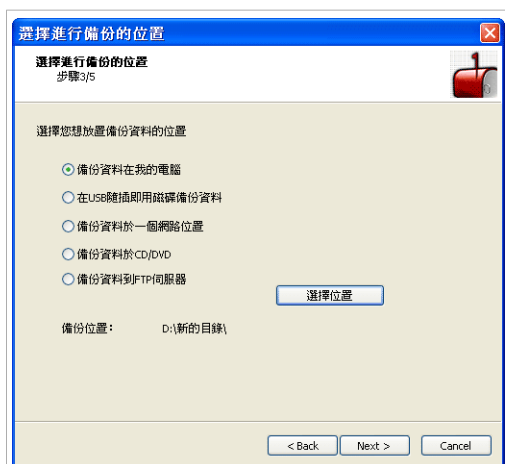 選擇進行備份的位置
選擇進行備份的位置
步驟3/5
選擇您想放置備份資料的位置
備份資料在我的電腦
在USB隨插即用磁碟備份資料
備份資料於一個網路位置
備份資料於CD/DVD
備份資料到FTP伺服器
選擇位置
備份位置： D:\新的目錄\
< Back Next > Cancel